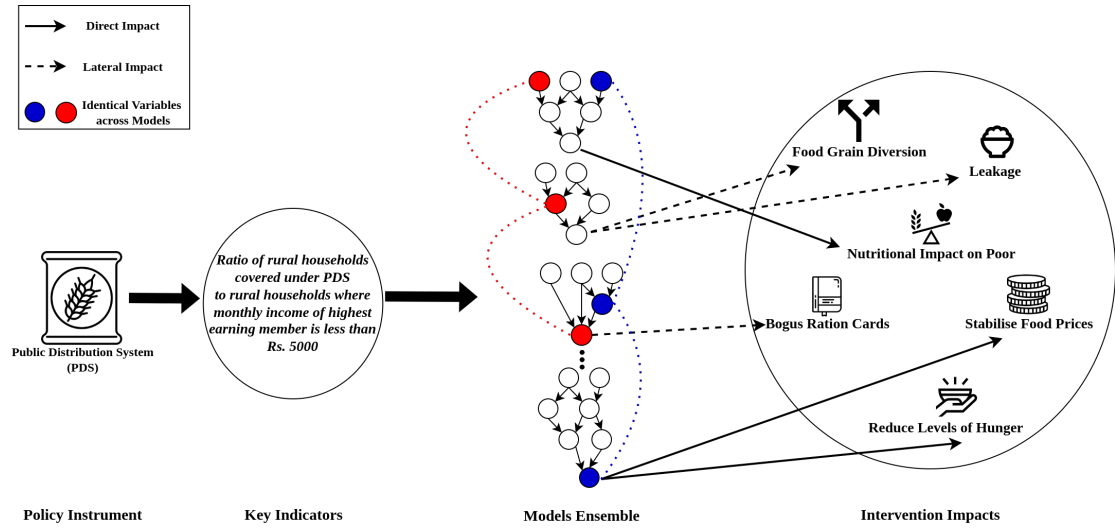 Direct Impact
Lateral Impact
Identical Variables
across Models
Public Distribution System
(PDS)
Ratio of rural households
covered under PDS
to rural households where
monthly income of highest
earning member is less than
Rs. 5000
Food Grain Diversion
Leakage
Nutritional Impact on Poor
Bogus Ration Cards
Stabilise Food Prices
Reduce Levels of Hunger
Policy Instrument
Key Indicators
Models Ensemble
Intervention Impacts